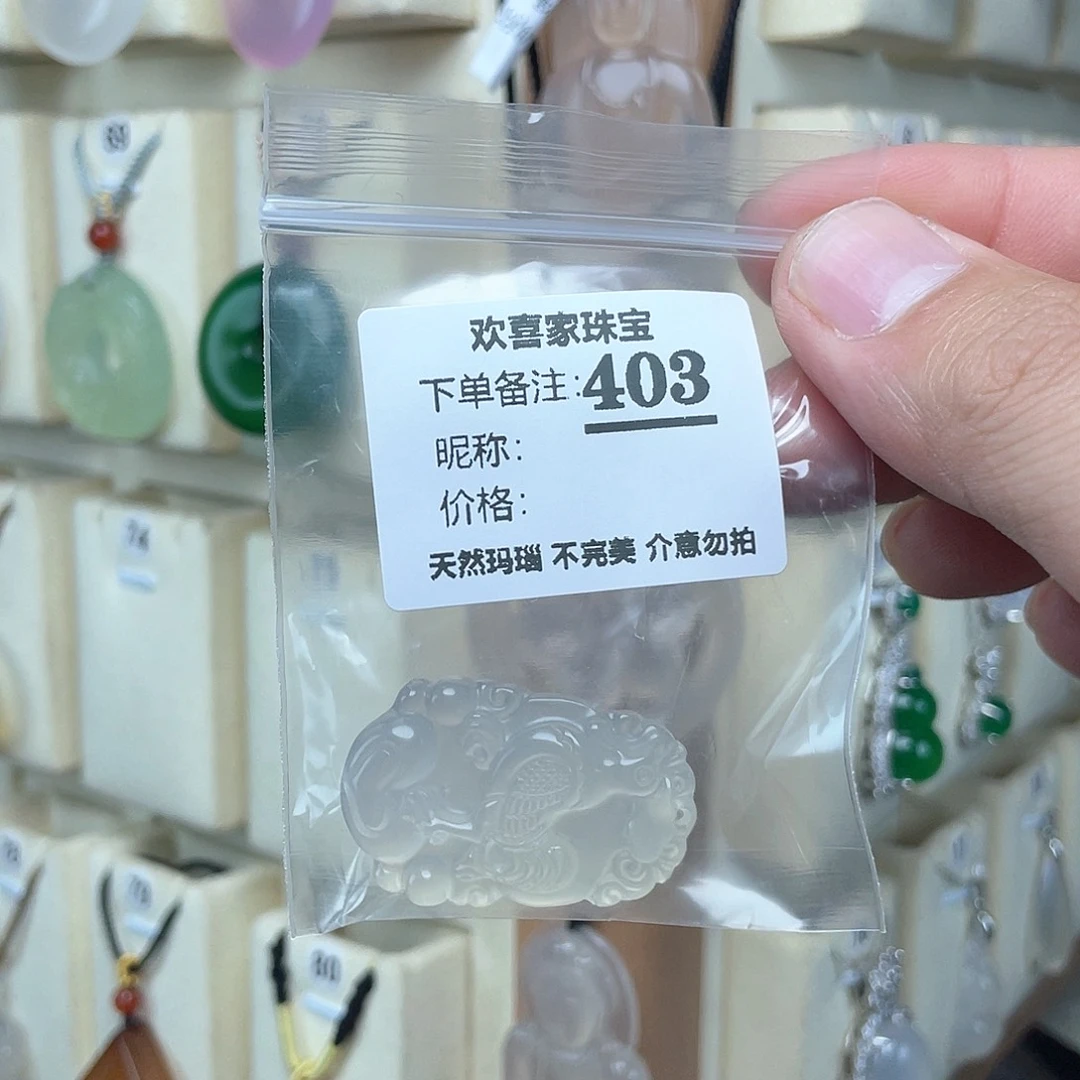 欢喜家珠宝
下单备注:403
昵称:
价格:
天然玛瑙 不完美 介意勿拍
80